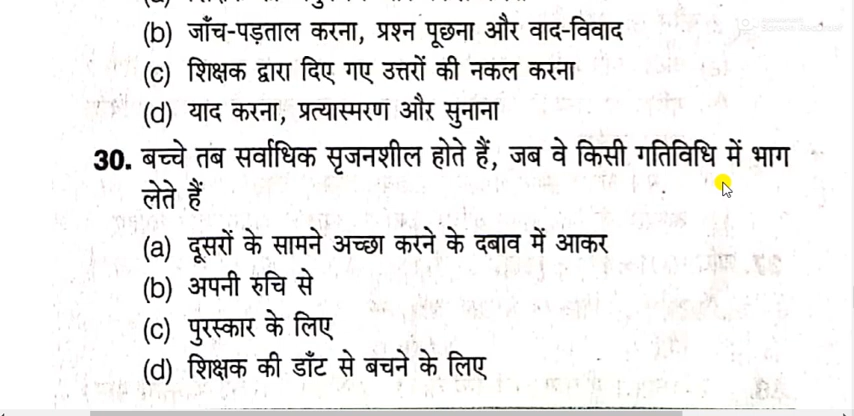 (b) जाँच-पड़ताल करना, प्रश्न पूछना और वाद-विवाद
(c) शिक्षक द्वारा दिए गए उत्तरों की नकल करना
(d) याद करना, प्रत्यास्मरण और सुनाना
30. बच्चे तब सर्वाधिक सृजनशील होते हैं, जब वे किसी गतिविधि में भाग
लेते हैं
(a) दूसरों के सामने अच्छा करने के दबाव में आकर
(b) अपनी रुचि से
(c) पुरस्कार के लिए
(d) शिक्षक की डाँट से बचने के लिए